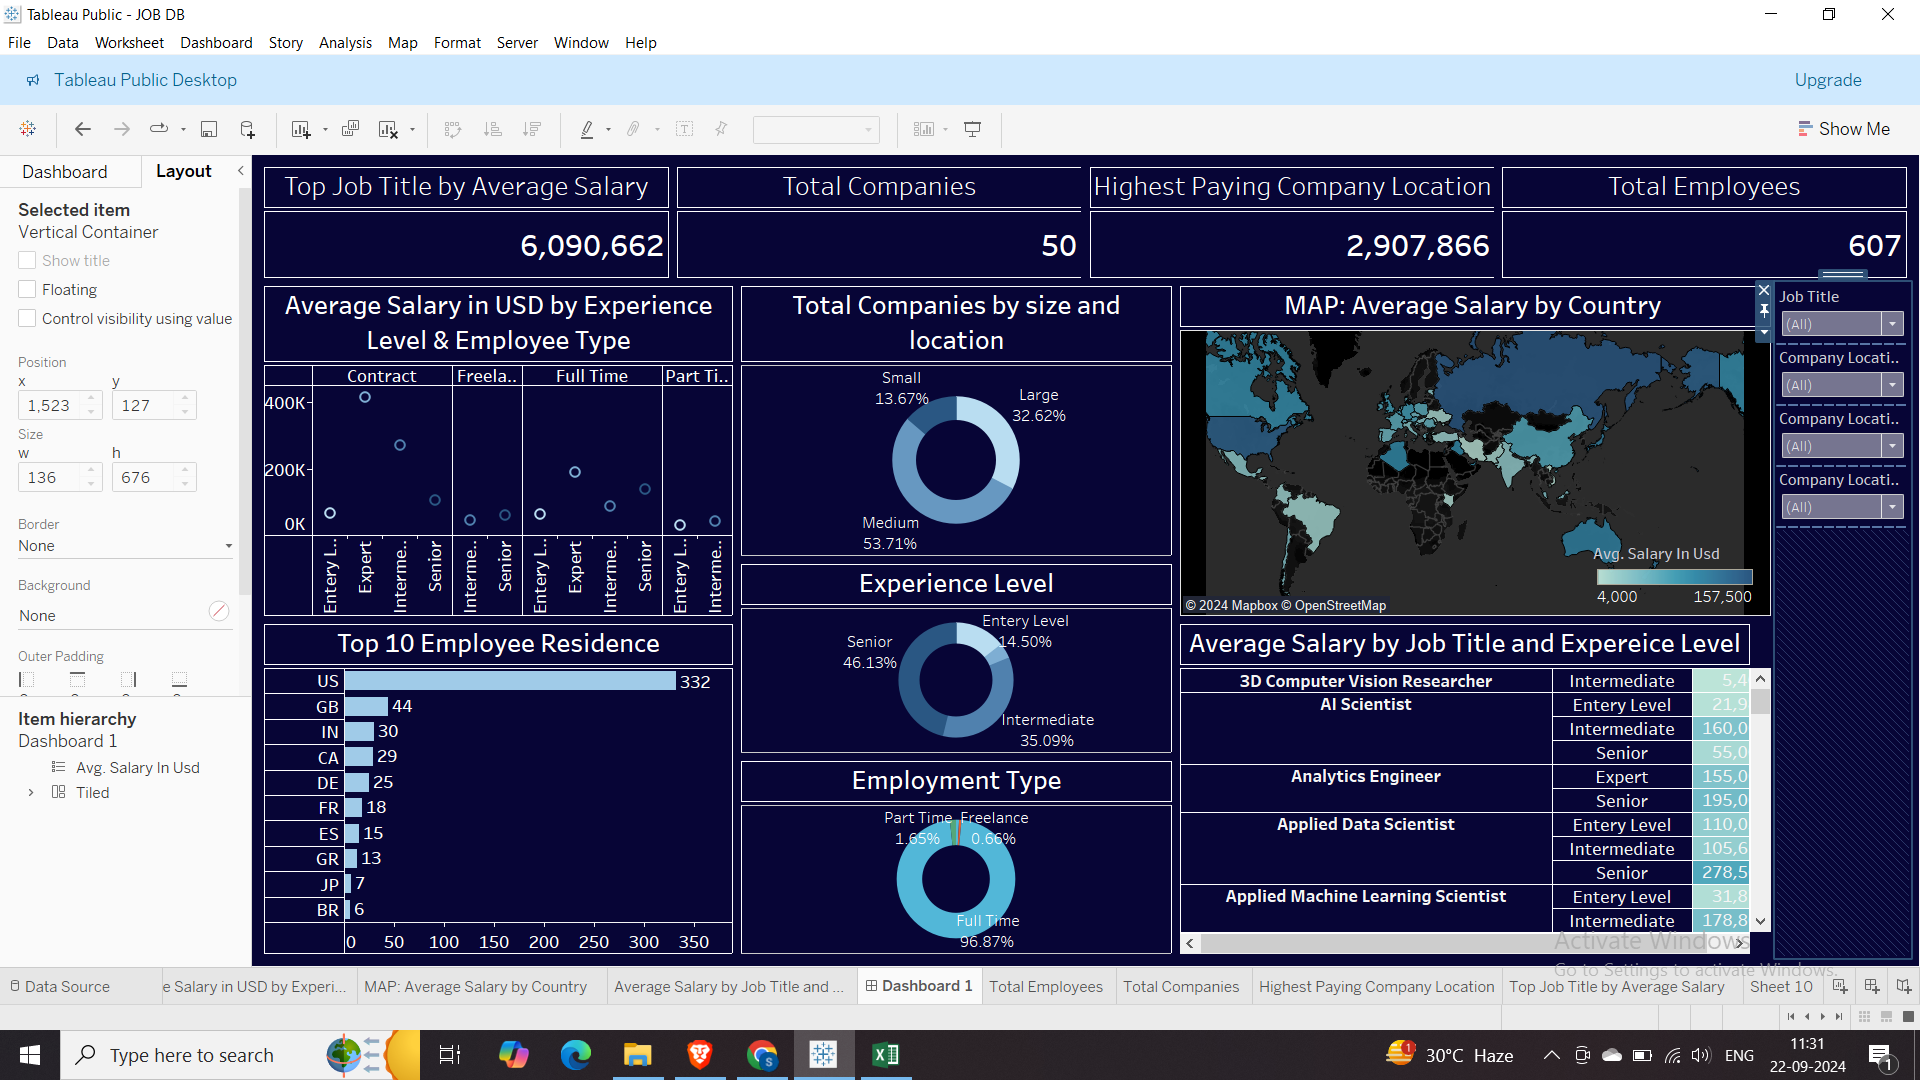 Tableau Public - JOB DB
File Data Worksheet Dashboard Story Analysis Map Format Server Window Help
Tableau Public Desktop
Upgrade
Show Me
Dashboard
Layout
Selected item
Vertical Container
Show title
Floating
Control visibility using value
Position
x y
1,523 127
Size
w h
136 676
Border
None
Background
None
Outer Padding
Item hierarchy
Dashboard 1
Avg. Salary In Usd
Tiled
Top Job Title by Average Salary
6,090,662
Total Companies
50
Highest Paying Company Location
2,907,866
Total Employees
607
Average Salary in USD by Experience
Level & Employee Type
Contract Freela.. Full Time Part Ti..
400K
200K
0K
Entery L..
Expert
Interme..
Senior
Interme..
Senior
Entery L..
Expert
Interme..
Senior
Entery L..
Interme..
Top 10 Employee Residence
US 332
GB 44
IN 30
CA 29
DE 25
FR 18
ES 15
GR 13
JP 7
BR 6
0 50 100 150 200 250 300 350
Total Companies by size and
location
Small
13.67%
Large
32.62%
Medium
53.71%
Experience Level
Entery Level
14.50%
Senior
46.13%
Intermediate
35.09%
Employment Type
Part Time
1.65%
Freelance
0.66%
Full Time
96.87%
MAP: Average Salary by Country
Avg. Salary In Usd
4,000 157,500
© 2024 Mapbox © OpenStreetMap
Average Salary by Job Title and Expereice Level
3D Computer Vision Researcher Intermediate 5,4
AI Scientist Entery Level 21,9
Intermediate 160,0
Senior 55,0
Analytics Engineer Expert 155,0
Senior 195,0
Applied Data Scientist Entery Level 110,0
Intermediate 105,6
Senior 278,5
Applied Machine Learning Scientist Entery Level 31,8
Intermediate 178,8
Job Title
(All)
Company Locati..
(All)
Company Locati..
(All)
Company Locati..
(All)
Activate Windows
Go to Settings to activate Windows.
Data Source
e Salary in USD by Experi...
MAP: Average Salary by Country
Average Salary by Job Title and ...
Dashboard 1
Total Employees
Total Companies
Highest Paying Company Location
Top Job Title by Average Salary
Sheet 10
Type here to search
S
1
30°C Haze
ENG
11:31
22-09-2024
1